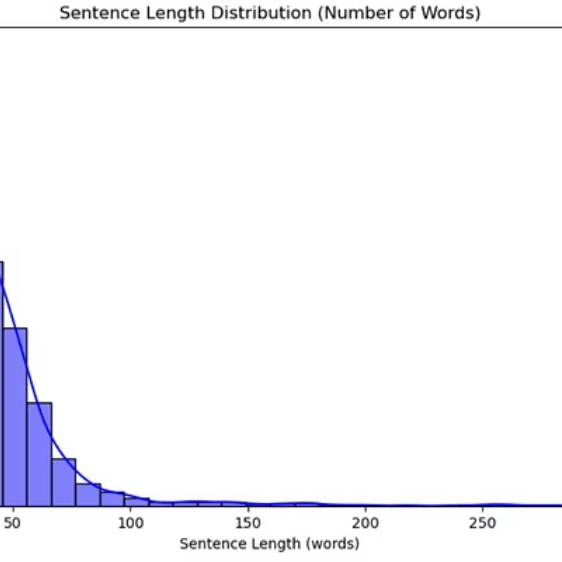 Sentence Length Distribution (Number of Words)
50 100 150 200 250
Sentence Length (words)